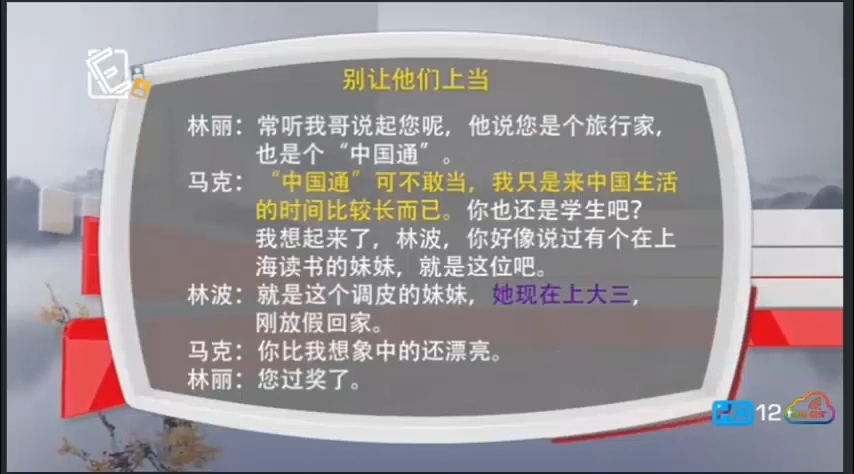 别让他们上当
林丽：常听我哥说起您呢，他说您是个旅行家，
也是个“中国通”。
马克：“中国通”可不敢当，我只是来中国生活
的时间比较长而已。你也还是学生吧？
我想起来了，林波，你好像说过有个在上
海读书的妹妹，就是这位吧。
林波：就是这个调皮的妹妹，她现在上大三，
刚放假回家。
马克：你比我想象中的还漂亮。
林丽：您过奖了。
HD 12